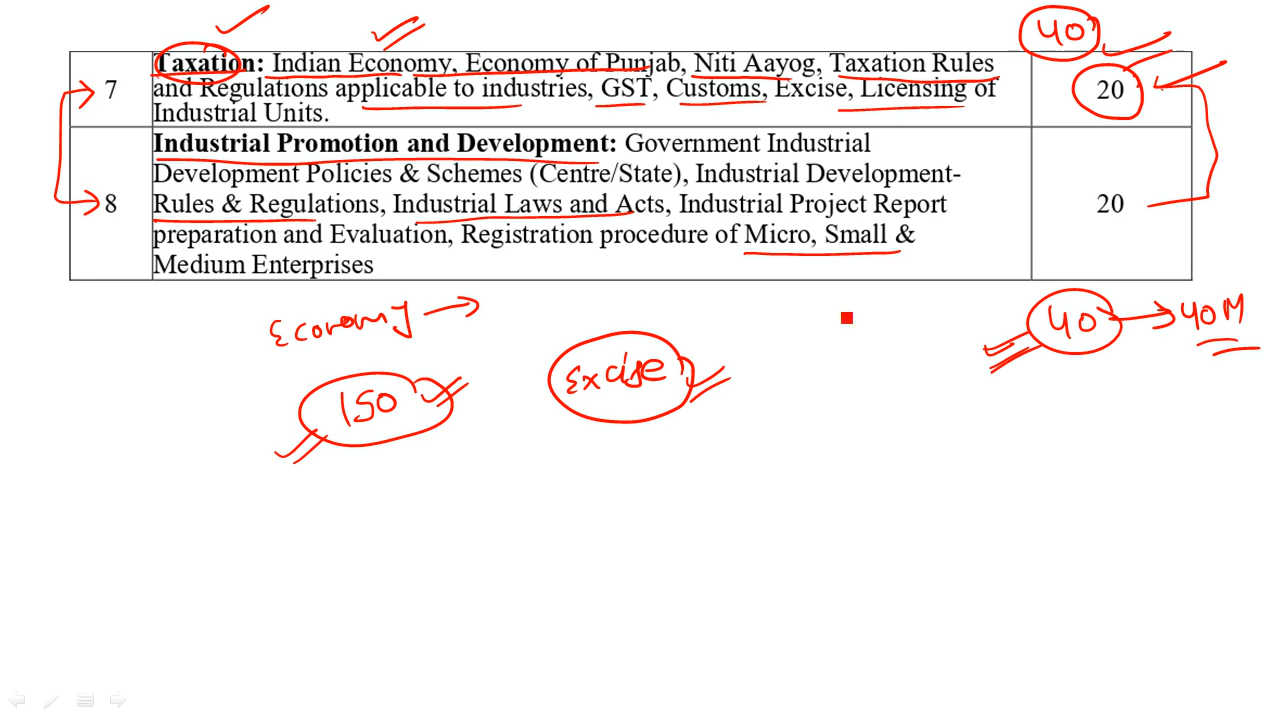 40
7
Taxation: Indian Economy, Economy of Punjab, Niti Aayog, Taxation Rules
and Regulations applicable to industries, GST, Customs, Excise, Licensing of
Industrial Units.
20
8
Industrial Promotion and Development: Government Industrial
Development Policies & Schemes (Centre/State), Industrial Development-
Rules & Regulations, Industrial Laws and Acts, Industrial Project Report
preparation and Evaluation, Registration procedure of Micro, Small &
Medium Enterprises
20
Economy
40 → 40M
150
Excise